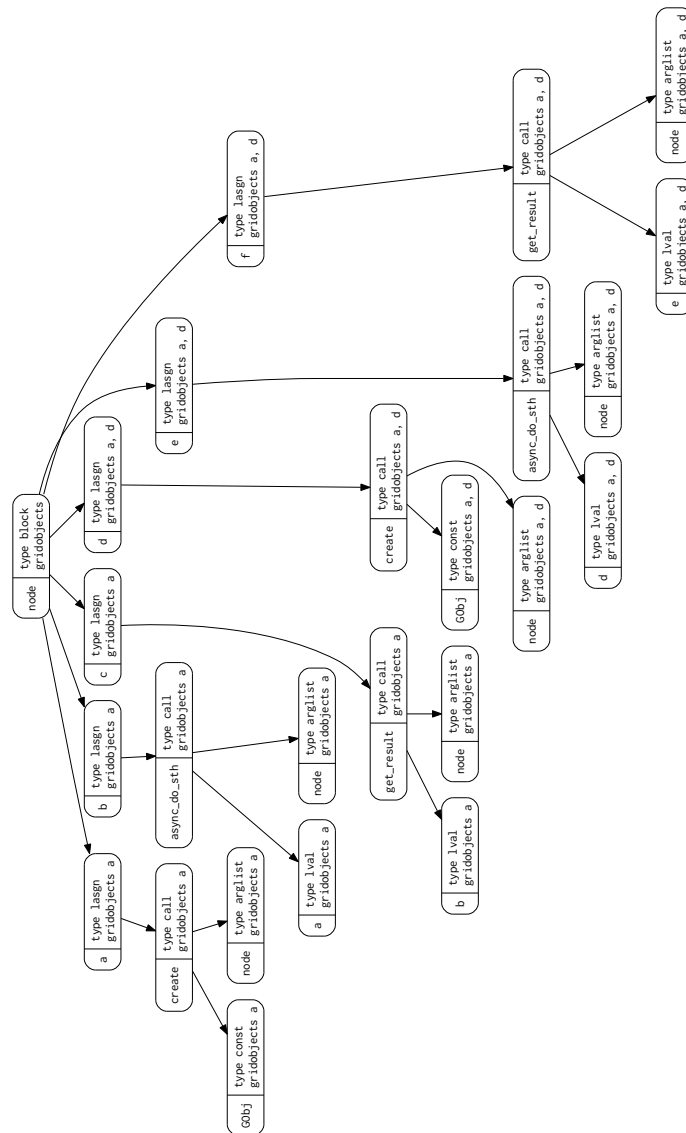 node
type block
gridobjects
a
type lasgn
gridobjects a
b
type lasgn
gridobjects a
c
type lasgn
gridobjects a
d
type lasgn
gridobjects a, d
e
type lasgn
gridobjects a, d
f
type lasgn
gridobjects a, d
create
type call
gridobjects a
async_do_sth
type call
gridobjects a
GObj
type const
gridobjects a
node
type arglist
gridobjects a
a
type lval
gridobjects a
node
type arglist
gridobjects a
get_result
type call
gridobjects a
create
type call
gridobjects a, d
b
type lval
gridobjects a
node
type arglist
gridobjects a
GObj
type const
gridobjects a, d
node
type arglist
gridobjects a, d
async_do_sth
type call
gridobjects a, d
get_result
type call
gridobjects a, d
d
type lval
gridobjects a, d
node
type arglist
gridobjects a, d
e
type lval
gridobjects a, d
node
type arglist
gridobjects a, d